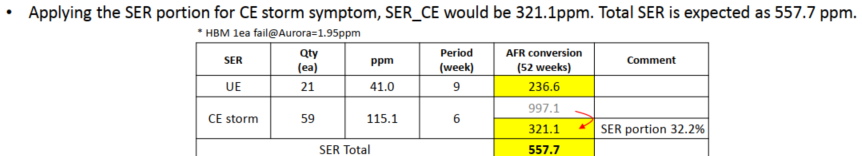 • Applying the SER portion for CE storm symptom, SER_CE would be 321.1ppm. Total SER is expected as 557.7 ppm.
* HBM 1ea fail@Aurora=1.95ppm
SER Qty (ea) ppm Period (week) AFR conversion (52 weeks) Comment
UE 21 41.0 9 236.6
CE storm 59 115.1 6 997.1
321.1 SER portion 32.2%
SER Total 557.7